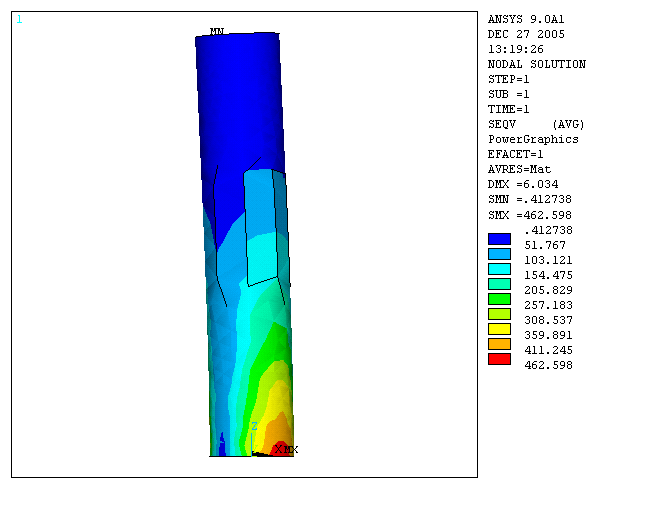 1
MN
ANSYS 9.0A1
DEC 27 2005
13:19:26
NODAL SOLUTION
STEP=1
SUB =1
TIME=1
SEQV (AVG)
PowerGraphics
EFACET=1
AVRES=Mat
DMX =6.034
SMN =.412738
SMX =462.598
.412738
51.767
103.121
154.475
205.829
257.183
308.537
359.891
411.245
462.598
Z
X
MX